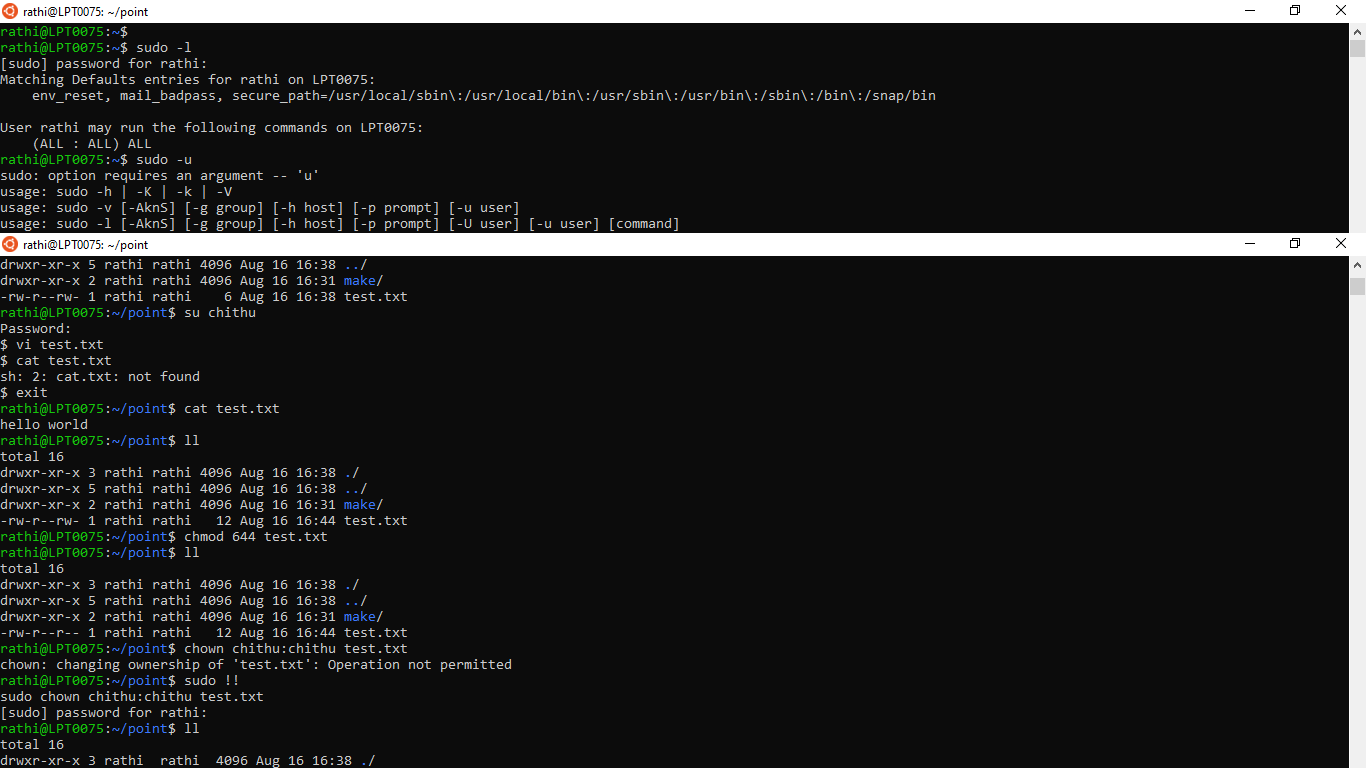 rathi@LPT0075: ~/point
rathi@LPT0075:~$
rathi@LPT0075:~$ sudo -l
[sudo] password for rathi:
Matching Defaults entries for rathi on LPT0075:
    env_reset, mail_badpass, secure_path=/usr/local/sbin\:/usr/local/bin\:/usr/sbin\:/usr/bin\:/sbin\:/bin\:/snap/bin

User rathi may run the following commands on LPT0075:
    (ALL : ALL) ALL
rathi@LPT0075:~$ sudo -u
sudo: option requires an argument -- 'u'
usage: sudo -h | -K | -k | -V
usage: sudo -v [-AknS] [-g group] [-h host] [-p prompt] [-u user]
usage: sudo -l [-AknS] [-g group] [-h host] [-p prompt] [-U user] [-u user] [command]
rathi@LPT0075: ~/point
drwxr-xr-x 5 rathi rathi 4096 Aug 16 16:38 ../
drwxr-xr-x 2 rathi rathi 4096 Aug 16 16:31 make/
-rw-r--rw- 1 rathi rathi    6 Aug 16 16:38 test.txt
rathi@LPT0075:~/point$ su chithu
Password:
$ vi test.txt
$ cat test.txt
sh: 2: cat.txt: not found
$ exit
rathi@LPT0075:~/point$ cat test.txt
hello world
rathi@LPT0075:~/point$ ll
total 16
drwxr-xr-x 3 rathi rathi 4096 Aug 16 16:38 ./
drwxr-xr-x 5 rathi rathi 4096 Aug 16 16:38 ../
drwxr-xr-x 2 rathi rathi 4096 Aug 16 16:31 make/
-rw-r--rw- 1 rathi rathi   12 Aug 16 16:44 test.txt
rathi@LPT0075:~/point$ chmod 644 test.txt
rathi@LPT0075:~/point$ ll
total 16
drwxr-xr-x 3 rathi rathi 4096 Aug 16 16:38 ./
drwxr-xr-x 5 rathi rathi 4096 Aug 16 16:38 ../
drwxr-xr-x 2 rathi rathi 4096 Aug 16 16:31 make/
-rw-r--r-- 1 rathi rathi   12 Aug 16 16:44 test.txt
rathi@LPT0075:~/point$ chown chithu:chithu test.txt
chown: changing ownership of 'test.txt': Operation not permitted
rathi@LPT0075:~/point$ sudo !!
sudo chown chithu:chithu test.txt
[sudo] password for rathi:
rathi@LPT0075:~/point$ ll
total 16
drwxr-xr-x 3 rathi  rathi  4096 Aug 16 16:38 ./